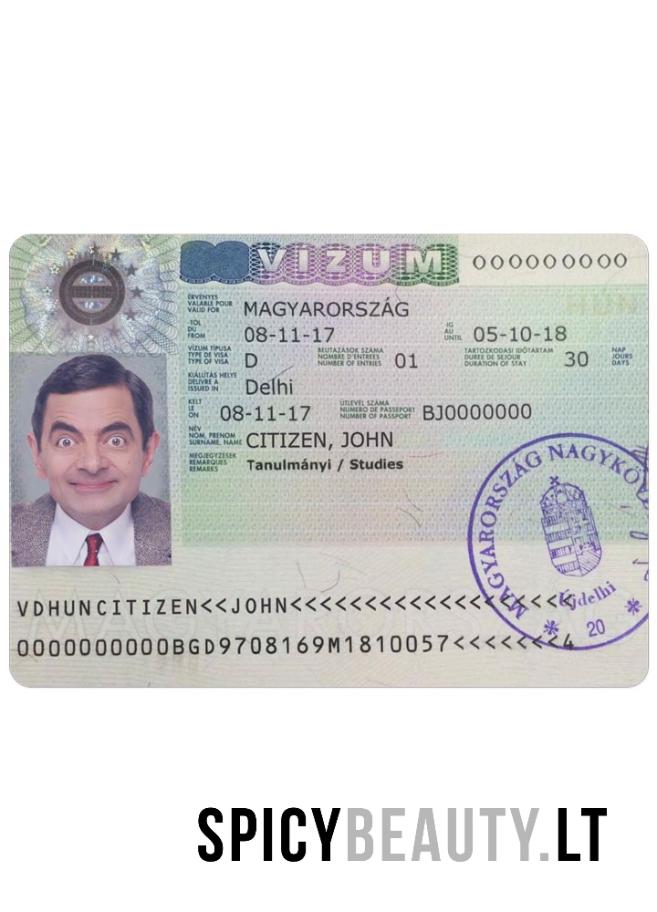 VIZUM 000000000
ÉRVÉNYES
VALABLE POUR
VALID FOR
MAGYARORSZÁG
-TÓL
DU
FROM
08-11-17
IG
AU
UNTIL
05-10-18
VÍZUM TÍPUSA
TYPE DE VISA
TYPE OF VISA
D
BEUTAZÁSOK SZÁMA
NOMBRE D'ENTRÉES
NUMBER OF ENTRIES
01
TARTÓZKODÁSI IDŐTARTAM
DURÉE DE SÉJOUR
DURATION OF STAY
30
NAP
JOURS
DAYS
KIÁLLÍTÁS HELYE
DÉLIVRÉ À
ISSUED IN
Delhi
KELT
LE
ON
08-11-17
ÚTLEVÉL SZÁMA
NUMÉRO DE PASSEPORT
NUMBER OF PASSPORT
BJ0000000
NÉV
NOM, PRÉNOM
SURNAME, NAME
CITIZEN, JOHN
MEGJEGYZÉSEK
REMARQUES
REMARKS
Tanulmányi / Studies
MAGYARORSZÁG NAGYKÖV
Újdelhi
* 20 *
VDHUNCITIZEN<<JOHN<<<<<<<<<<<<<<<<<<
0000000000BGD9708169M1810057<<<<<<<4
SPICYBEAUTY.LT